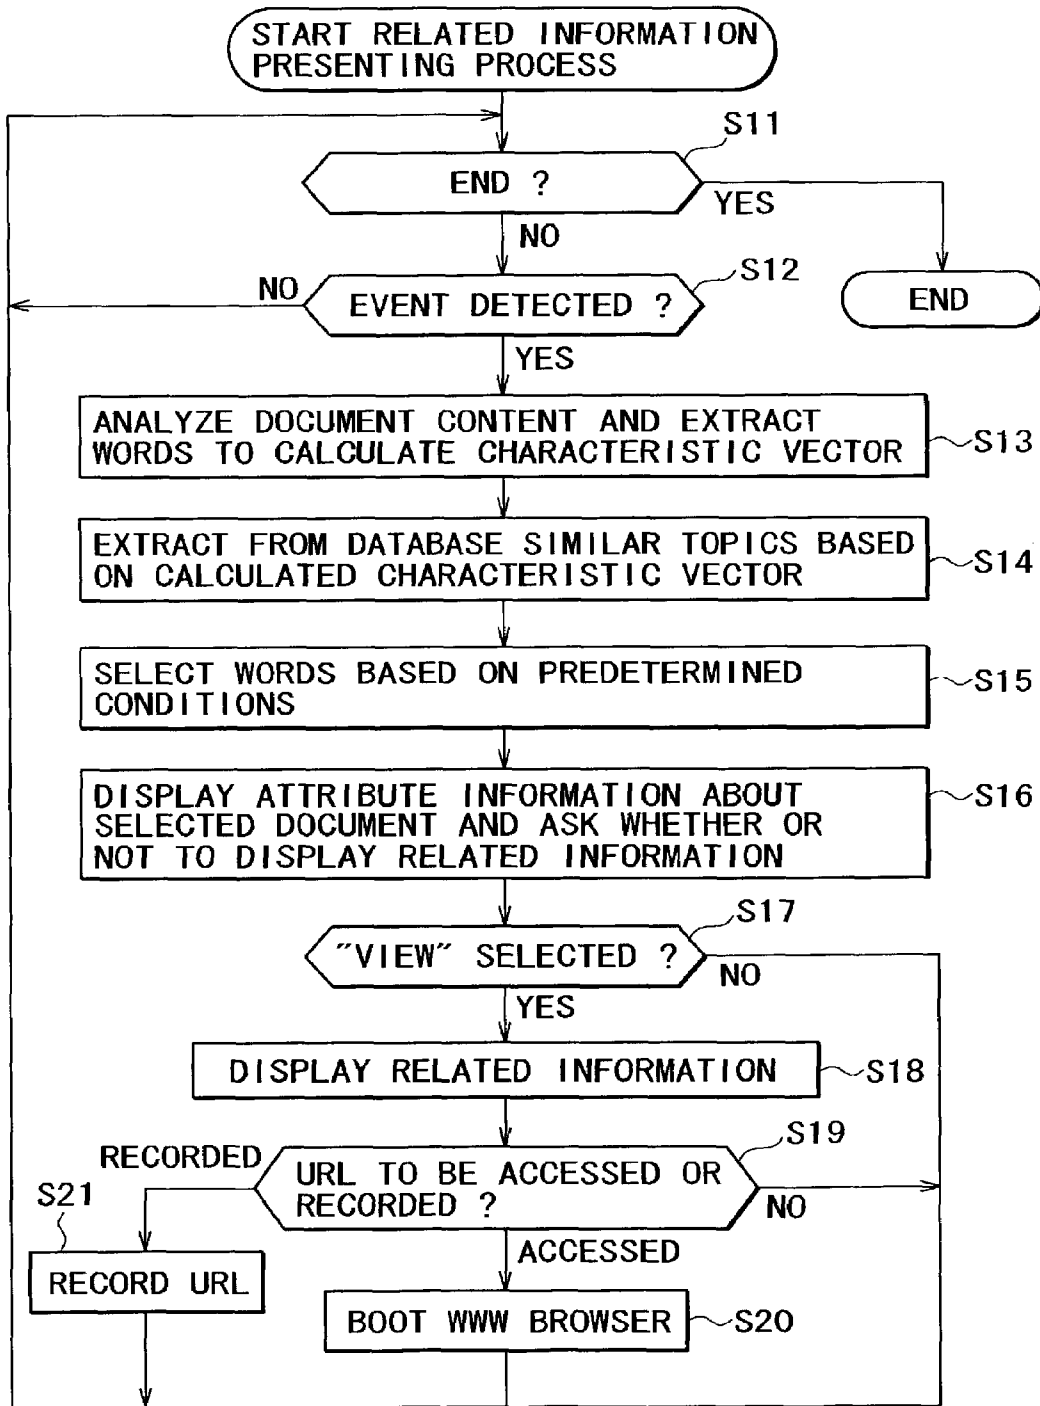 START RELATED INFORMATION
PRESENTING PROCESS
S11
END ?
YES
NO
S12
NO
EVENT DETECTED ?
END
YES
ANALYZE DOCUMENT CONTENT AND EXTRACT
WORDS TO CALCULATE CHARACTERISTIC VECTOR
S13
EXTRACT FROM DATABASE SIMILAR TOPICS BASED
ON CALCULATED CHARACTERISTIC VECTOR
S14
SELECT WORDS BASED ON PREDETERMINED
CONDITIONS
S15
DISPLAY ATTRIBUTE INFORMATION ABOUT
SELECTED DOCUMENT AND ASK WHETHER OR
NOT TO DISPLAY RELATED INFORMATION
S16
S17
"VIEW" SELECTED ?
NO
YES
DISPLAY RELATED INFORMATION
S18
S19
RECORDED
URL TO BE ACCESSED OR
RECORDED ?
NO
S21
ACCESSED
RECORD URL
BOOT WWW BROWSER
S20